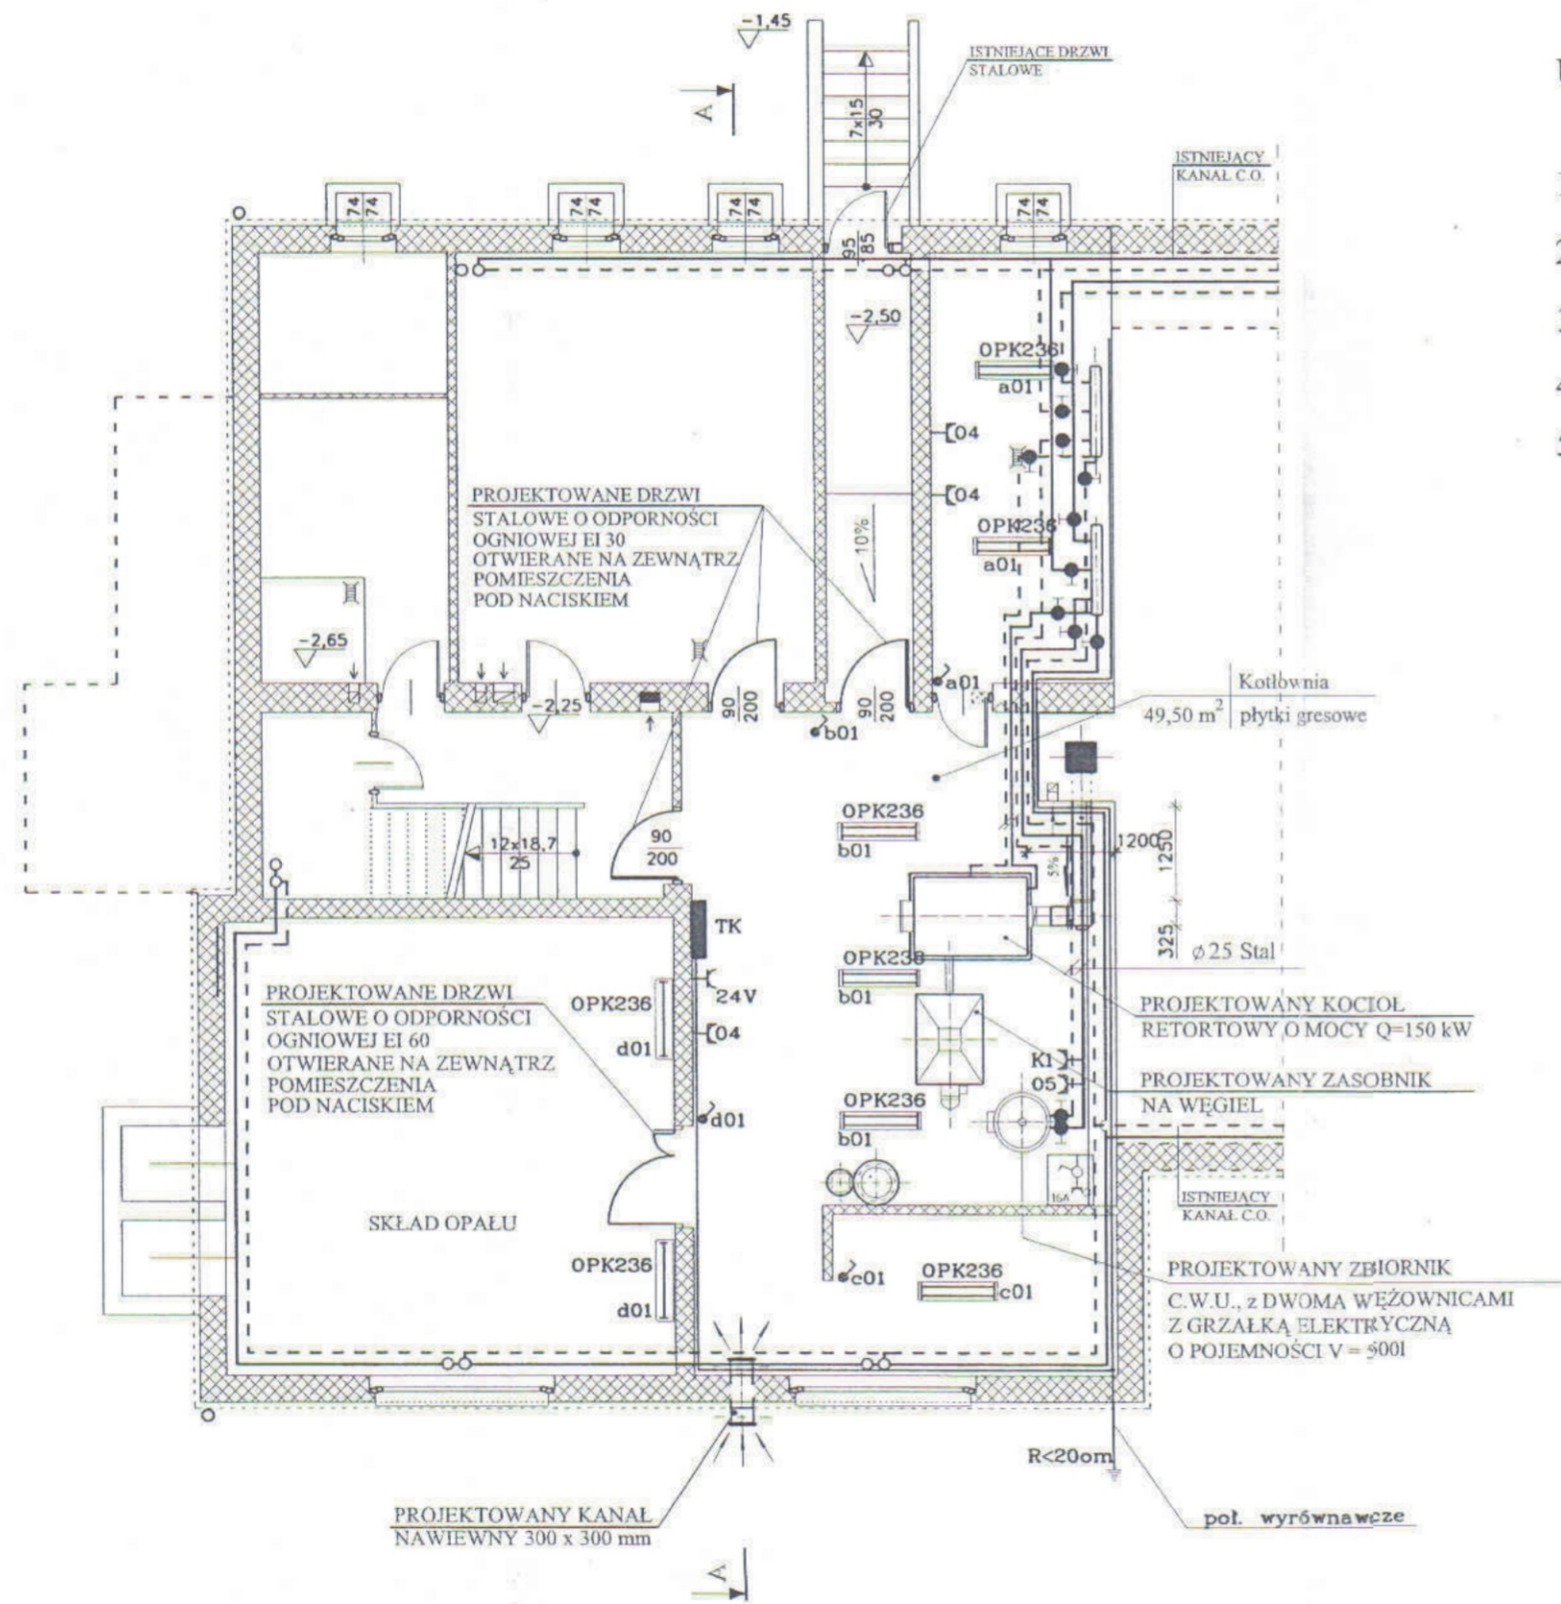 -1,45
ISTNIEJĄCE DRZWI
STALOWE
A
7x15
30
ISTNIEJĄCY
KANAŁ C.O.
74
74
74
74
74
74
74
74
95
85
-2,50
OPK236
a01
04
04
PROJEKTOWANE DRZWI
STALOWE O ODPORNOŚCI
OGNIOWEJ EI 30
OTWIERANE NA ZEWNĄTRZ
POMIESZCZENIA
POD NACISKIEM
10%
OPK236
a01
-2,65
a01
-2,25
90
200
90
200
b01
Kotłownia
49,50 m² płytki gresowe
OPK236
b01
12x18,7
25
90
200
5%
1200
1250
325
TK
OPK236
b01
24V
04
ø25 Stal
PROJEKTOWANE DRZWI
STALOWE O ODPORNOŚCI
OGNIOWEJ EI 60
OTWIERANE NA ZEWNĄTRZ
POMIESZCZENIA
POD NACISKIEM
OPK236
d01
PROJEKTOWANY KOCIOŁ
RETORTOWY O MOCY Q=150 kW
K1
05
PROJEKTOWANY ZASOBNIK
NA WĘGIEL
OPK236
b01
d01
16A
ISTNIEJĄCY
KANAŁ C.O.
SKŁAD OPAŁU
OPK236
d01
c01
OPK236
c01
PROJEKTOWANY ZBIORNIK
C.W.U., z DWOMA WĘŻOWNICAMI
Z GRZAŁKĄ ELEKTRYCZNĄ
O POJEMNOŚCI V = 500l
R<20om
PROJEKTOWANY KANAŁ
NAWIEWNY 300 x 300 mm
poł. wyrównawcze
A